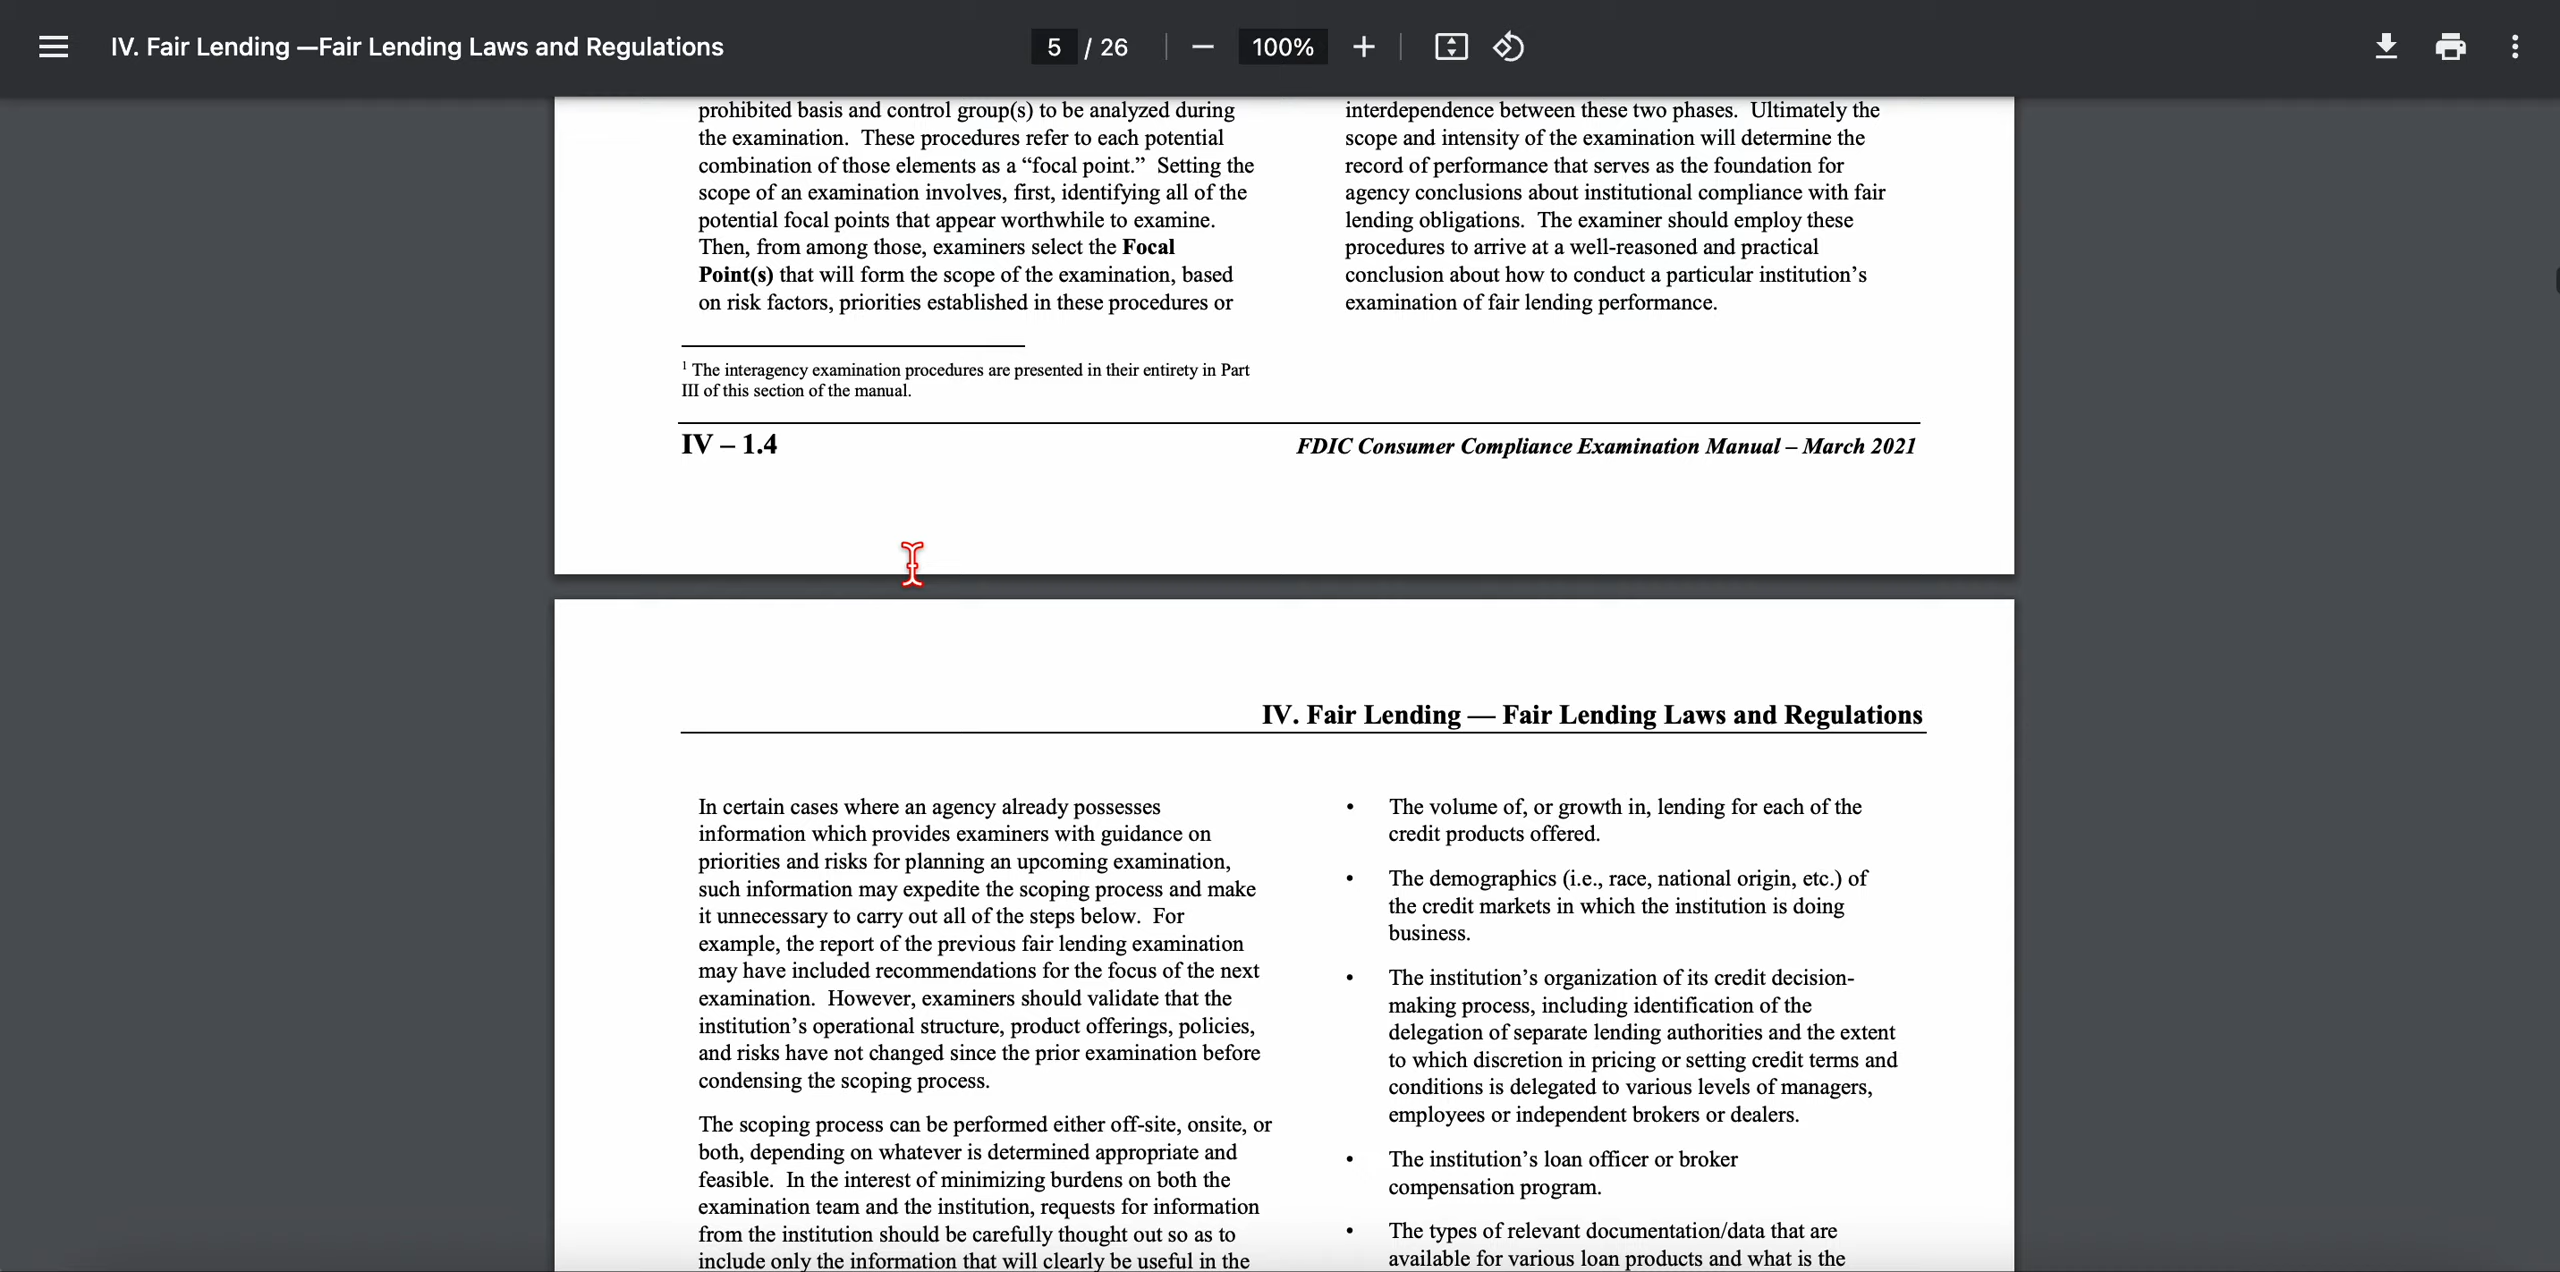 IV. Fair Lending —Fair Lending Laws and Regulations
5 / 26
100%
prohibited basis and control group(s) to be analyzed during
the examination.  These procedures refer to each potential
combination of those elements as a “focal point.”  Setting the
scope of an examination involves, first, identifying all of the
potential focal points that appear worthwhile to examine.
Then, from among those, examiners select the Focal
Point(s) that will form the scope of the examination, based
on risk factors, priorities established in these procedures or
interdependence between these two phases.  Ultimately the
scope and intensity of the examination will determine the
record of performance that serves as the foundation for
agency conclusions about institutional compliance with fair
lending obligations.  The examiner should employ these
procedures to arrive at a well-reasoned and practical
conclusion about how to conduct a particular institution’s
examination of fair lending performance.
1 The interagency examination procedures are presented in their entirety in Part
III of this section of the manual.
IV – 1.4
FDIC Consumer Compliance Examination Manual – March 2021
IV. Fair Lending — Fair Lending Laws and Regulations
In certain cases where an agency already possesses
information which provides examiners with guidance on
priorities and risks for planning an upcoming examination,
such information may expedite the scoping process and make
it unnecessary to carry out all of the steps below.  For
example, the report of the previous fair lending examination
may have included recommendations for the focus of the next
examination.  However, examiners should validate that the
institution’s operational structure, product offerings, policies,
and risks have not changed since the prior examination before
condensing the scoping process.
The scoping process can be performed either off-site, onsite, or
both, depending on whatever is determined appropriate and
feasible.  In the interest of minimizing burdens on both the
examination team and the institution, requests for information
from the institution should be carefully thought out so as to
include only the information that will clearly be useful in the
• The volume of, or growth in, lending for each of the
credit products offered.
• The demographics (i.e., race, national origin, etc.) of
the credit markets in which the institution is doing
business.
• The institution’s organization of its credit decision-
making process, including identification of the
delegation of separate lending authorities and the extent
to which discretion in pricing or setting credit terms and
conditions is delegated to various levels of managers,
employees or independent brokers or dealers.
• The institution’s loan officer or broker
compensation program.
• The types of relevant documentation/data that are
available for various loan products and what is the